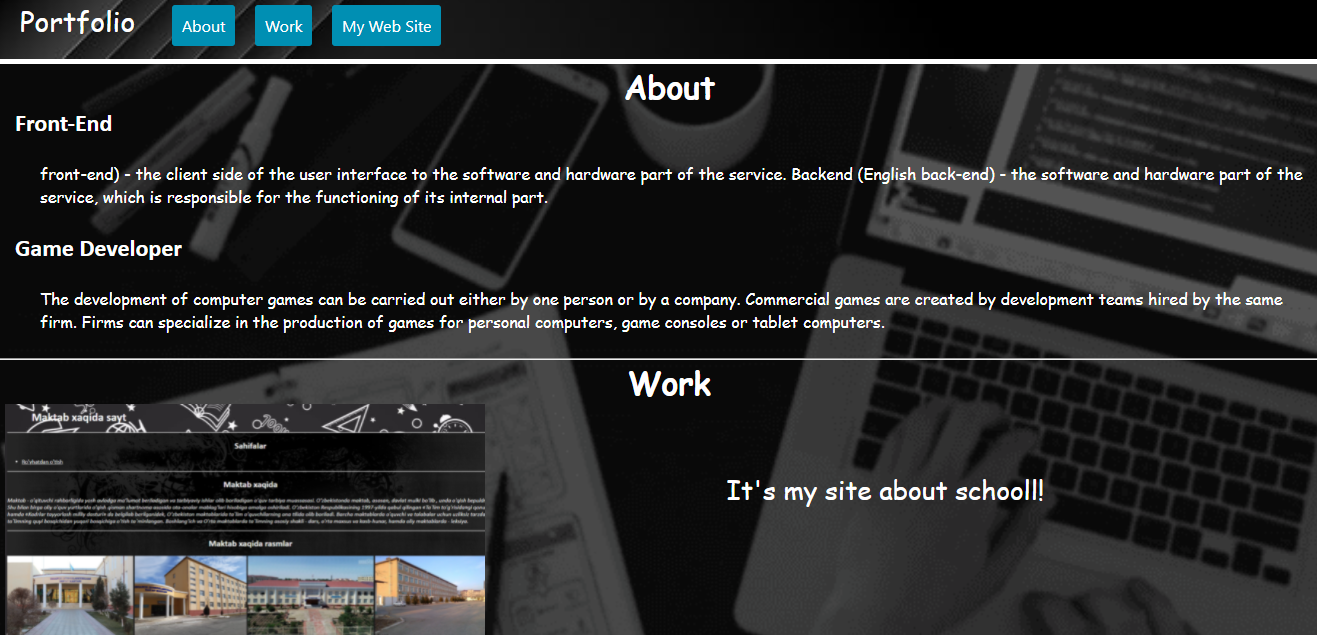 Portfolio About Work My Web Site
About
Front-End
front-end) - the client side of the user interface to the software and hardware part of the service. Backend (English back-end) - the software and hardware part of the
service, which is responsible for the functioning of its internal part.
Game Developer
The development of computer games can be carried out either by one person or by a company. Commercial games are created by development teams hired by the same
firm. Firms can specialize in the production of games for personal computers, game consoles or tablet computers.
Work
Maktab xaqida sayt
Sahifalar
Maktab xaqida
Maktab xaqida rasmlar
It's my site about schooll!